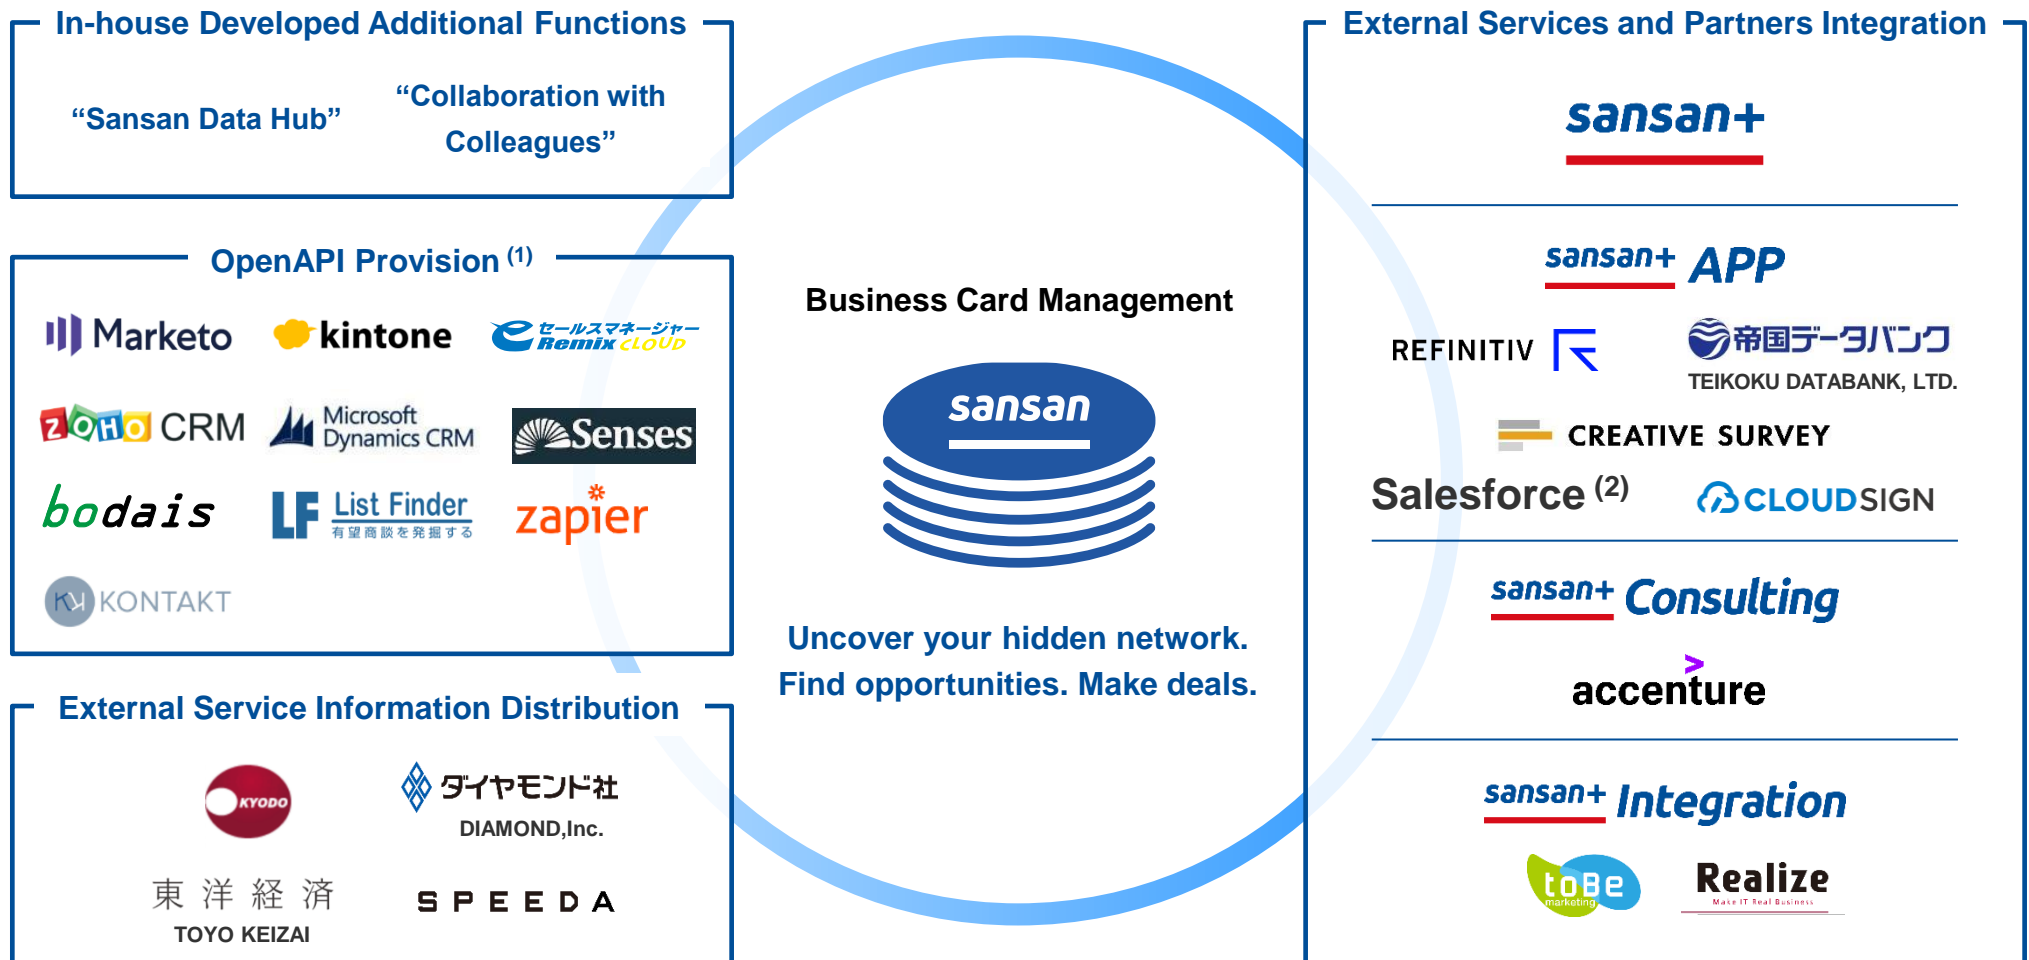 In-house Developed Additional Functions
“Sansan Data Hub”
“Collaboration with
Colleagues”
OpenAPI Provision (1)
Marketo
kintone
eセールスマネージャー
Remix CLOUD
ZOHO CRM
Microsoft
Dynamics CRM
Senses
bodais
LF List Finder
有望商談を発掘する
zapier
KK KONTAKT
External Service Information Distribution
KYODO
ダイヤモンド社
DIAMOND,Inc.
東洋経済
TOYO KEIZAI
SPEEDA
Business Card Management
sansan
Uncover your hidden network.
Find opportunities. Make deals.
External Services and Partners Integration
sansan+
sansan+ APP
REFINITIV
帝国データバンク
TEIKOKU DATABANK, LTD.
CREATIVE SURVEY
Salesforce (2)
CLOUDSIGN
sansan+ Consulting
accenture
sansan+ Integration
toBe
marketing
Realize
Make IT Real Business